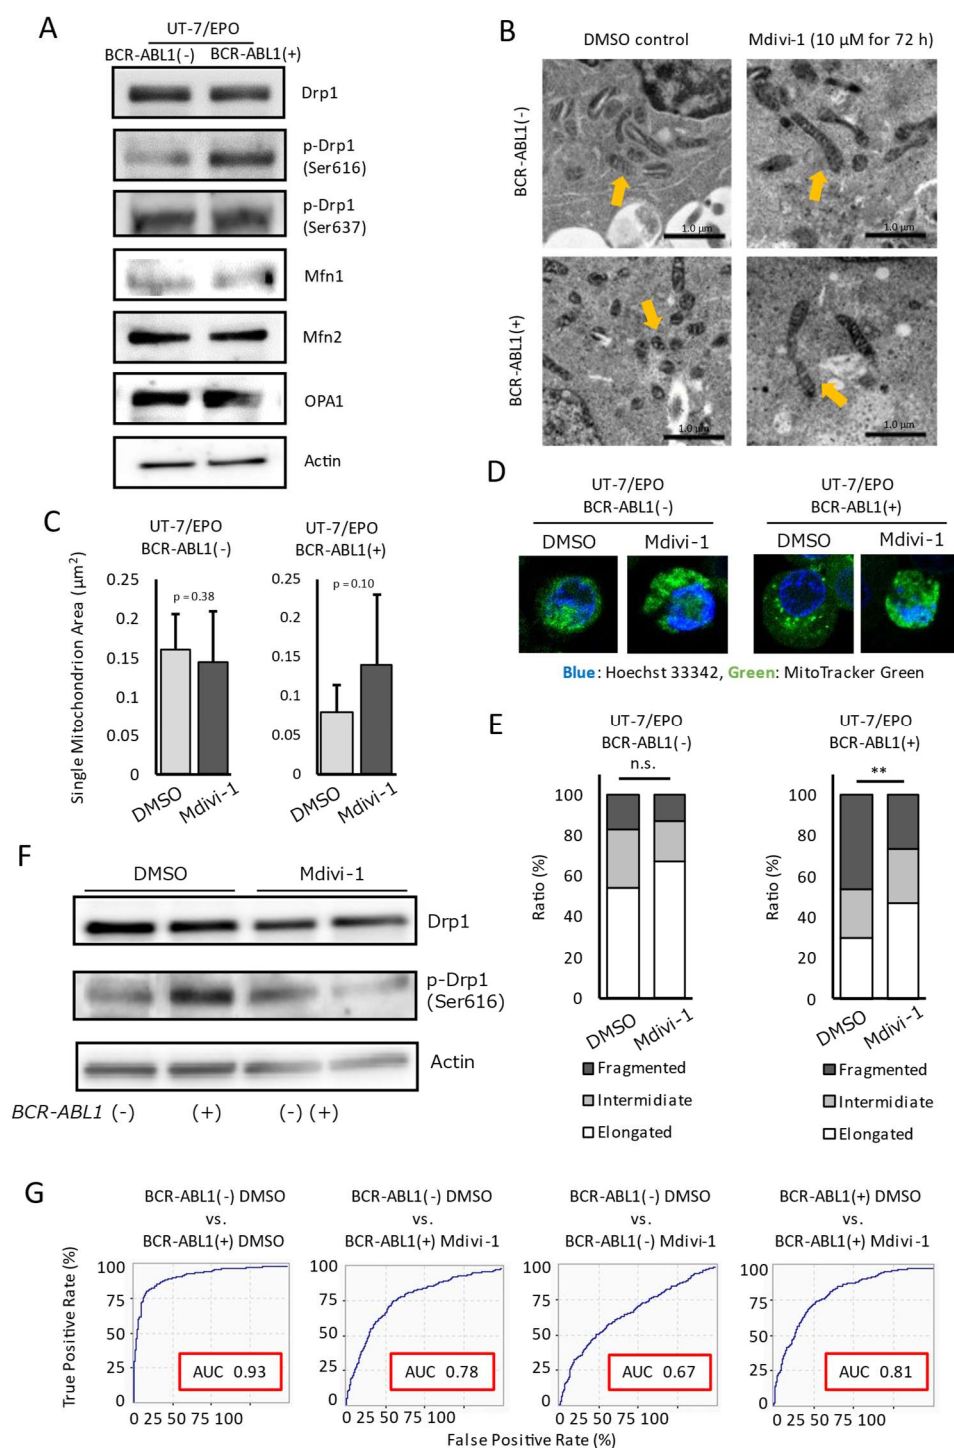 A
UT-7/EPO
BCR-ABL1(-) BCR-ABL1(+)
Drp1
p-Drp1
(Ser616)
p-Drp1
(Ser637)
Mfn1
Mfn2
OPA1
Actin
B
DMSO control Mdivi-1 (10 μM for 72 h)
BCR-ABL1(-)
1.0 μm 1.0 μm
BCR-ABL1(+)
1.0 μm 1.0 μm
C
UT-7/EPO UT-7/EPO
BCR-ABL1(-) BCR-ABL1(+)
Single Mitochondrion Area (μm²)
0.25 0.25
p = 0.38 p = 0.10
0.2 0.2
0.15 0.15
0.1 0.1
0.05 0.05
0 0
DMSO Mdivi-1 DMSO Mdivi-1
D
UT-7/EPO UT-7/EPO
BCR-ABL1(-) BCR-ABL1(+)
DMSO Mdivi-1 DMSO Mdivi-1
Blue: Hoechst 33342, Green: MitoTracker Green
E
UT-7/EPO UT-7/EPO
BCR-ABL1(-) BCR-ABL1(+)
n.s. **
Ratio (%) Ratio (%)
100 100
80 80
60 60
40 40
20 20
0 0
DMSO Mdivi-1 DMSO Mdivi-1
Fragmented Fragmented
Intermidiate Intermidiate
Elongated Elongated
F
DMSO Mdivi-1
Drp1
p-Drp1
(Ser616)
Actin
BCR-ABL1 (-) (+) (-) (+)
G
BCR-ABL1(-) DMSO BCR-ABL1(-) DMSO BCR-ABL1(-) DMSO BCR-ABL1(+) DMSO
vs. vs. vs. vs.
BCR-ABL1(+) DMSO BCR-ABL1(+) Mdivi-1 BCR-ABL1(-) Mdivi-1 BCR-ABL1(+) Mdivi-1
True Positive Rate (%)
100 100 100 100
75 75 75 75
50 50 50 50
25 25 25 25
AUC 0.93 AUC 0.78 AUC 0.67 AUC 0.81
0 0 0 0
0 25 50 75 100 0 25 50 75 100 0 25 50 75 100 0 25 50 75 100
False Positive Rate (%)